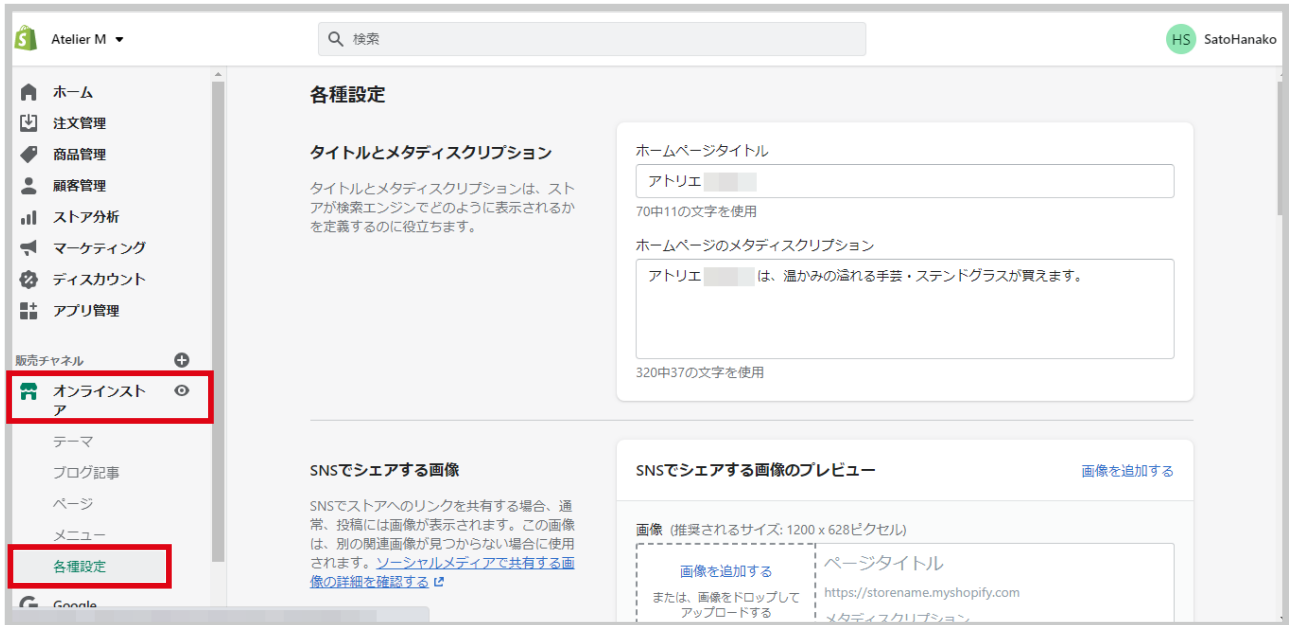 Atelier M
検索
HS
SatoHanako
ホーム
注文管理
商品管理
顧客管理
ストア分析
マーケティング
ディスカウント
アプリ管理
販売チャネル
オンラインスト
ア
テーマ
ブログ記事
ページ
メニュー
各種設定
Google
各種設定
タイトルとメタディスクリプション
タイトルとメタディスクリプションは、スト
アが検索エンジンでどのように表示されるか
を定義するのに役立ちます。
ホームページタイトル
アトリエ
70中11の文字を使用
ホームページのメタディスクリプション
アトリエ は、温かみの溢れる手芸・ステンドグラスが買えます。
320中37の文字を使用
SNSでシェアする画像
SNSでストアへのリンクを共有する場合、通
常、投稿には画像が表示されます。この画像
は、別の関連画像が見つからない場合に使用
されます。ソーシャルメディアで共有する画
像の詳細を確認する
SNSでシェアする画像のプレビュー
画像を追加する
画像 (推奨されるサイズ: 1200 x 628ピクセル)
画像を追加する
または、画像をドロップして
アップロードする
ページタイトル
https://storename.myshopify.com
メタディスクリプション